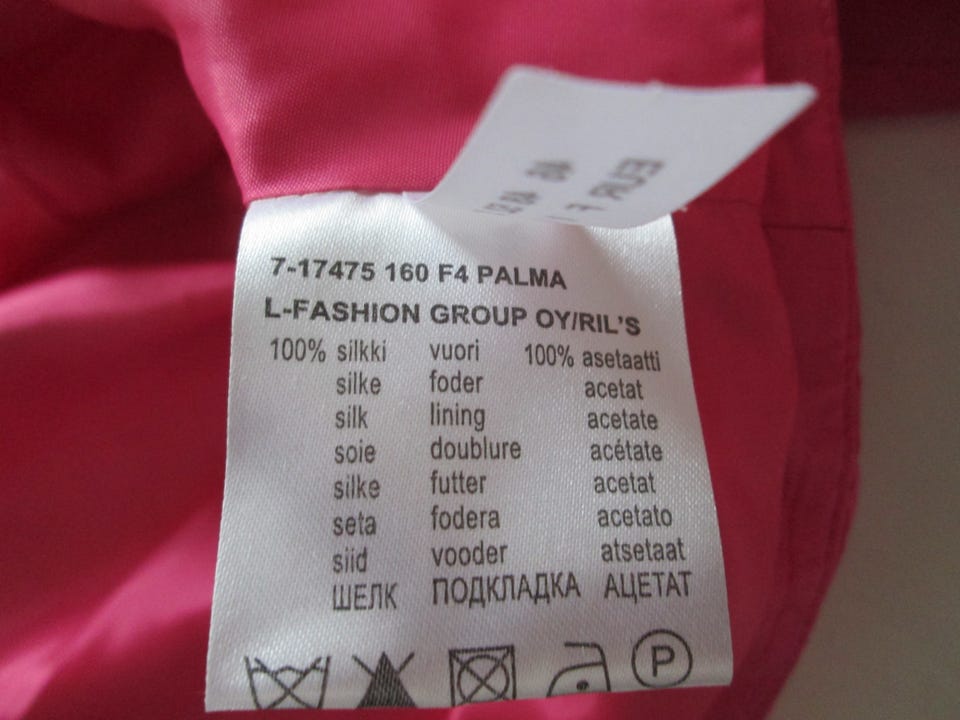 7-17475 160 F4 PALMA
L-FASHION GROUP OY/RIL'S
100% silkki vuori 100% asetaatti
silke foder acetat
silk lining acetate
soie doublure acétate
silke futter acetat
seta fodera acetato
siid vooder atsetaat
ШЕЛК ПОДКЛАДКА АЦЕТАТ
P